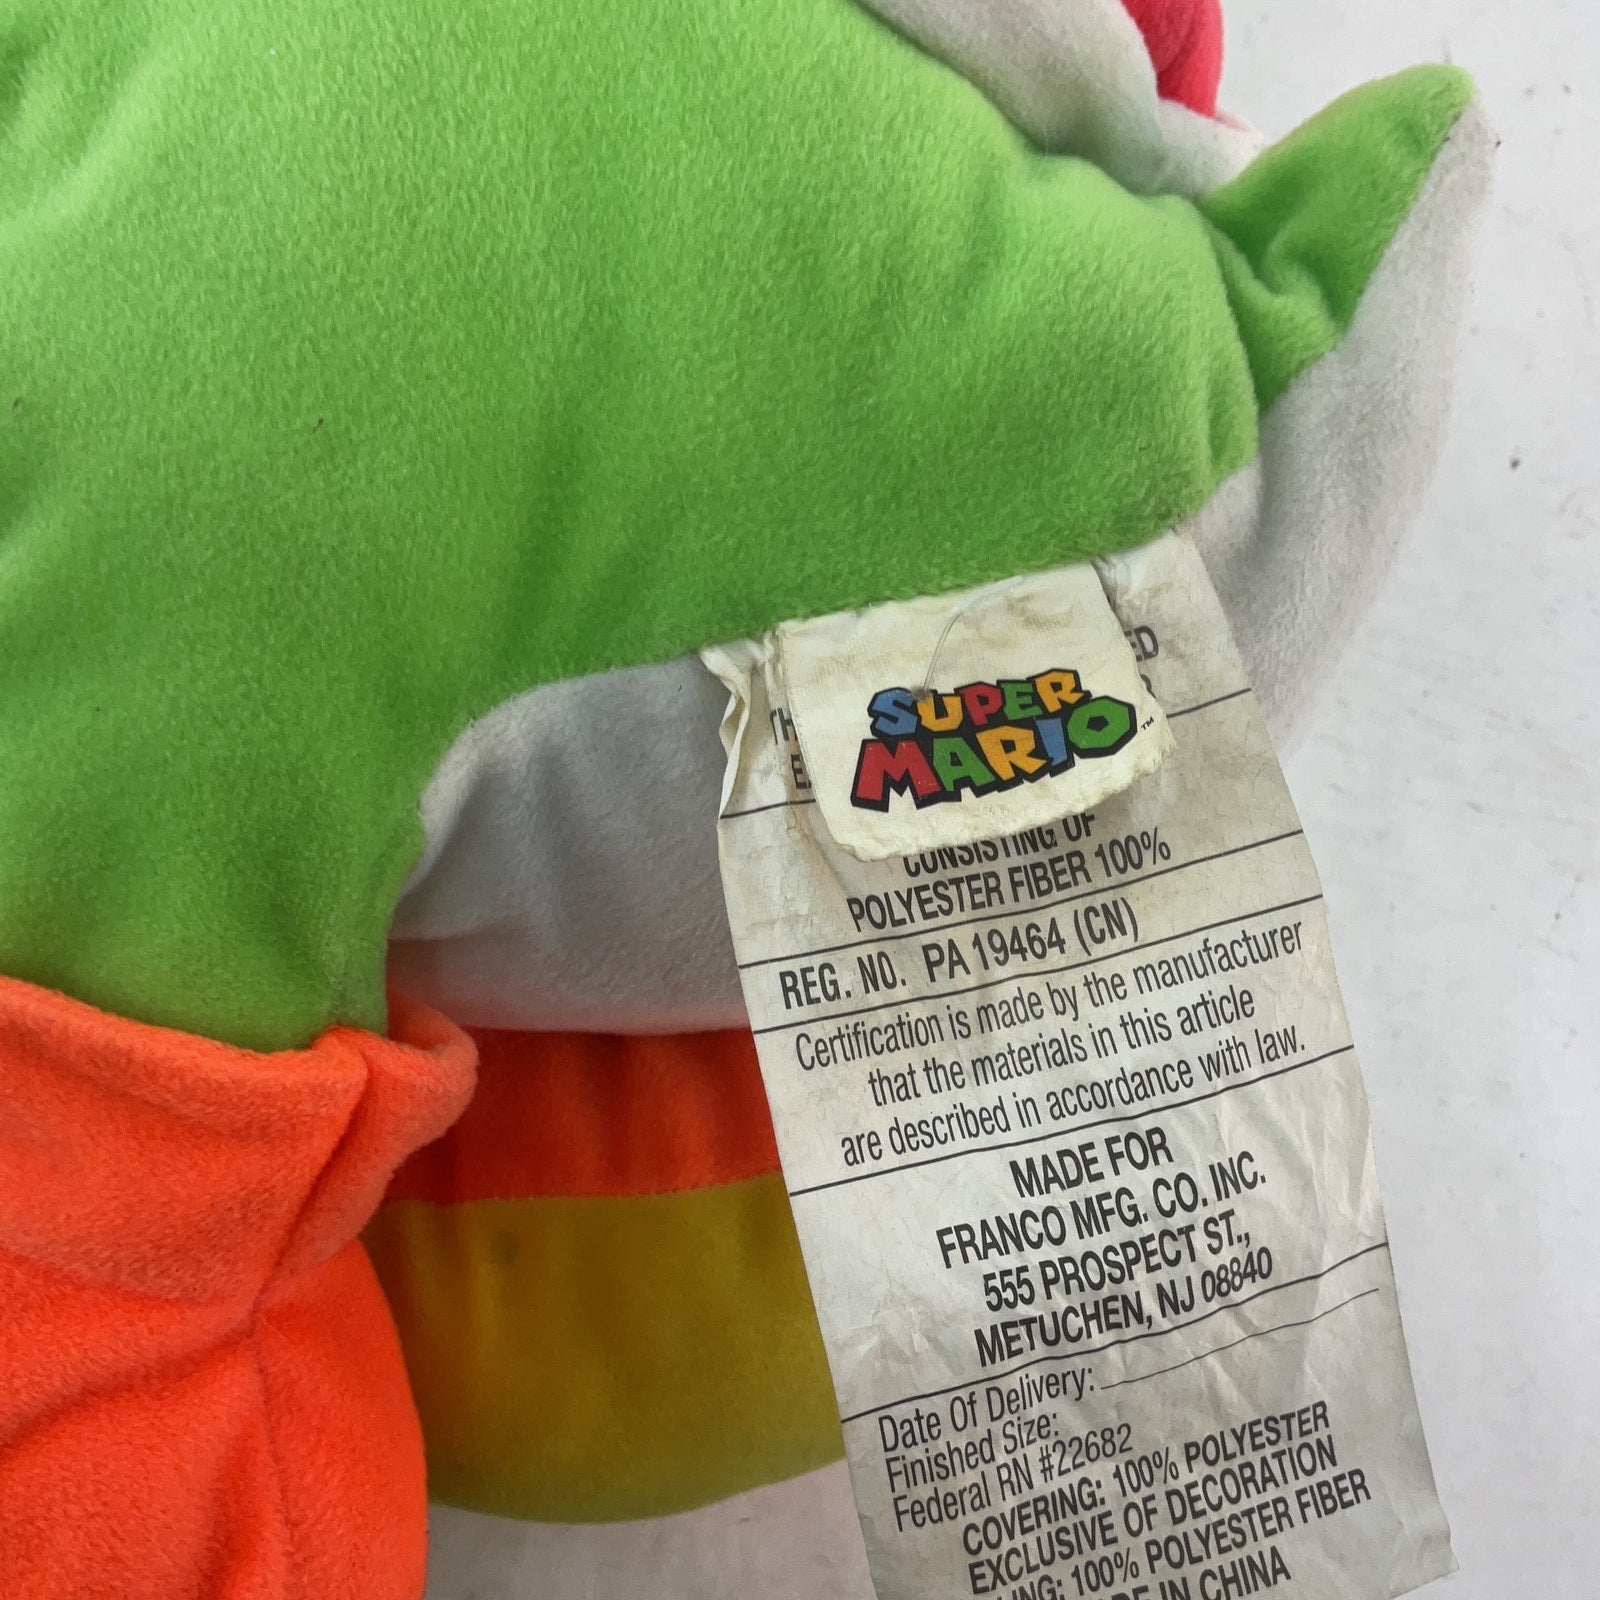 SUPER
MARIO™
CONSISTING OF
POLYESTER FIBER 100%
REG. NO. PA 19464 (CN)
Certification is made by the manufacturer
that the materials in this article
are described in accordance with law.
MADE FOR
FRANCO MFG. CO. INC.
555 PROSPECT ST.,
METUCHEN, NJ 08840
Date Of Delivery:
Finished Size:
Federal RN #22682
COVERING: 100% POLYESTER
EXCLUSIVE OF DECORATION
100% POLYESTER FIBER
IN CHINA